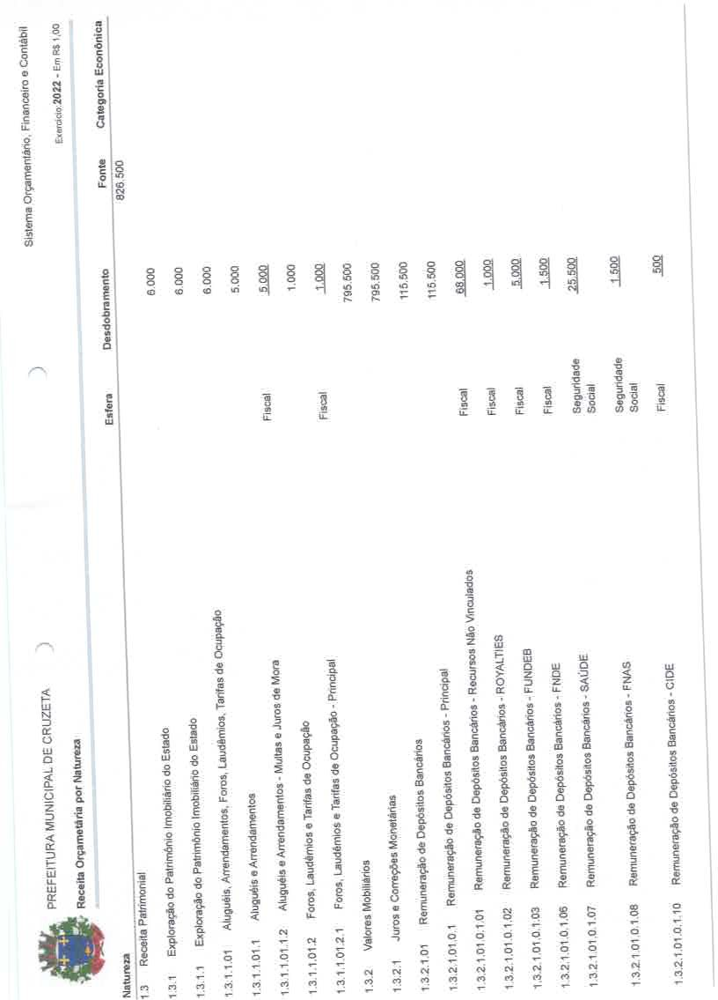 PREFEITURA MUNICIPAL DE CRUZETA Sistema Orçamentário, Financeiro e Contábil
Receita Orçametária por Natureza Exercício:2022 - Em R$ 1,00
Natureza Esfera Desdobramento Fonte Categoria Econônica
1.3 Receita Patrimonial 826.500
1.3.1 Exploração do Patrimônio Imobiliário do Estado 6.000
1.3.1.1 Exploração do Patrimônio Imobiliário do Estado 6.000
1.3.1.1.01 Aluguéis, Arrendamentos, Foros, Laudêmios, Tarifas de Ocupação 6.000
1.3.1.1.01.1 Aluguéis e Arrendamentos 5.000
1.3.1.1.01.1.2 Aluguéis e Arrendamentos - Multas e Juros de Mora Fiscal 5.000
1.3.1.1.01.2 Foros, Laudêmios e Tarifas de Ocupação 1.000
1.3.1.1.01.2.1 Foros, Laudêmios e Tarifas de Ocupação - Principal Fiscal 1.000
1.3.2 Valores Mobiliários 795.500
1.3.2.1 Juros e Correções Monetárias 795.500
1.3.2.1.01 Remuneração de Depósitos Bancários 115.500
1.3.2.1.01.0.1 Remuneração de Depósitos Bancários - Principal 115.500
1.3.2.1.01.0.1.01 Remuneração de Depósitos Bancários - Recursos Não Vinculados Fiscal 68.000
1.3.2.1.01.0.1.02 Remuneração de Depósitos Bancários - ROYALTIES Fiscal 1.000
1.3.2.1.01.0.1.03 Remuneração de Depósitos Bancários - FUNDEB Fiscal 5.000
1.3.2.1.01.0.1.06 Remuneração de Depósitos Bancários - FNDE Fiscal 1.500
1.3.2.1.01.0.1.07 Remuneração de Depósitos Bancários - SAÚDE Seguridade 25.500
Social
1.3.2.1.01.0.1.08 Remuneração de Depósitos Bancários - FNAS Seguridade 1.500
Social
1.3.2.1.01.0.1.10 Remuneração de Depósitos Bancários - CIDE Fiscal 500